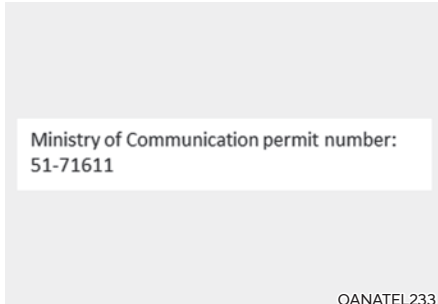 Ministry of Communication permit number:
51-71611
OANATEL233